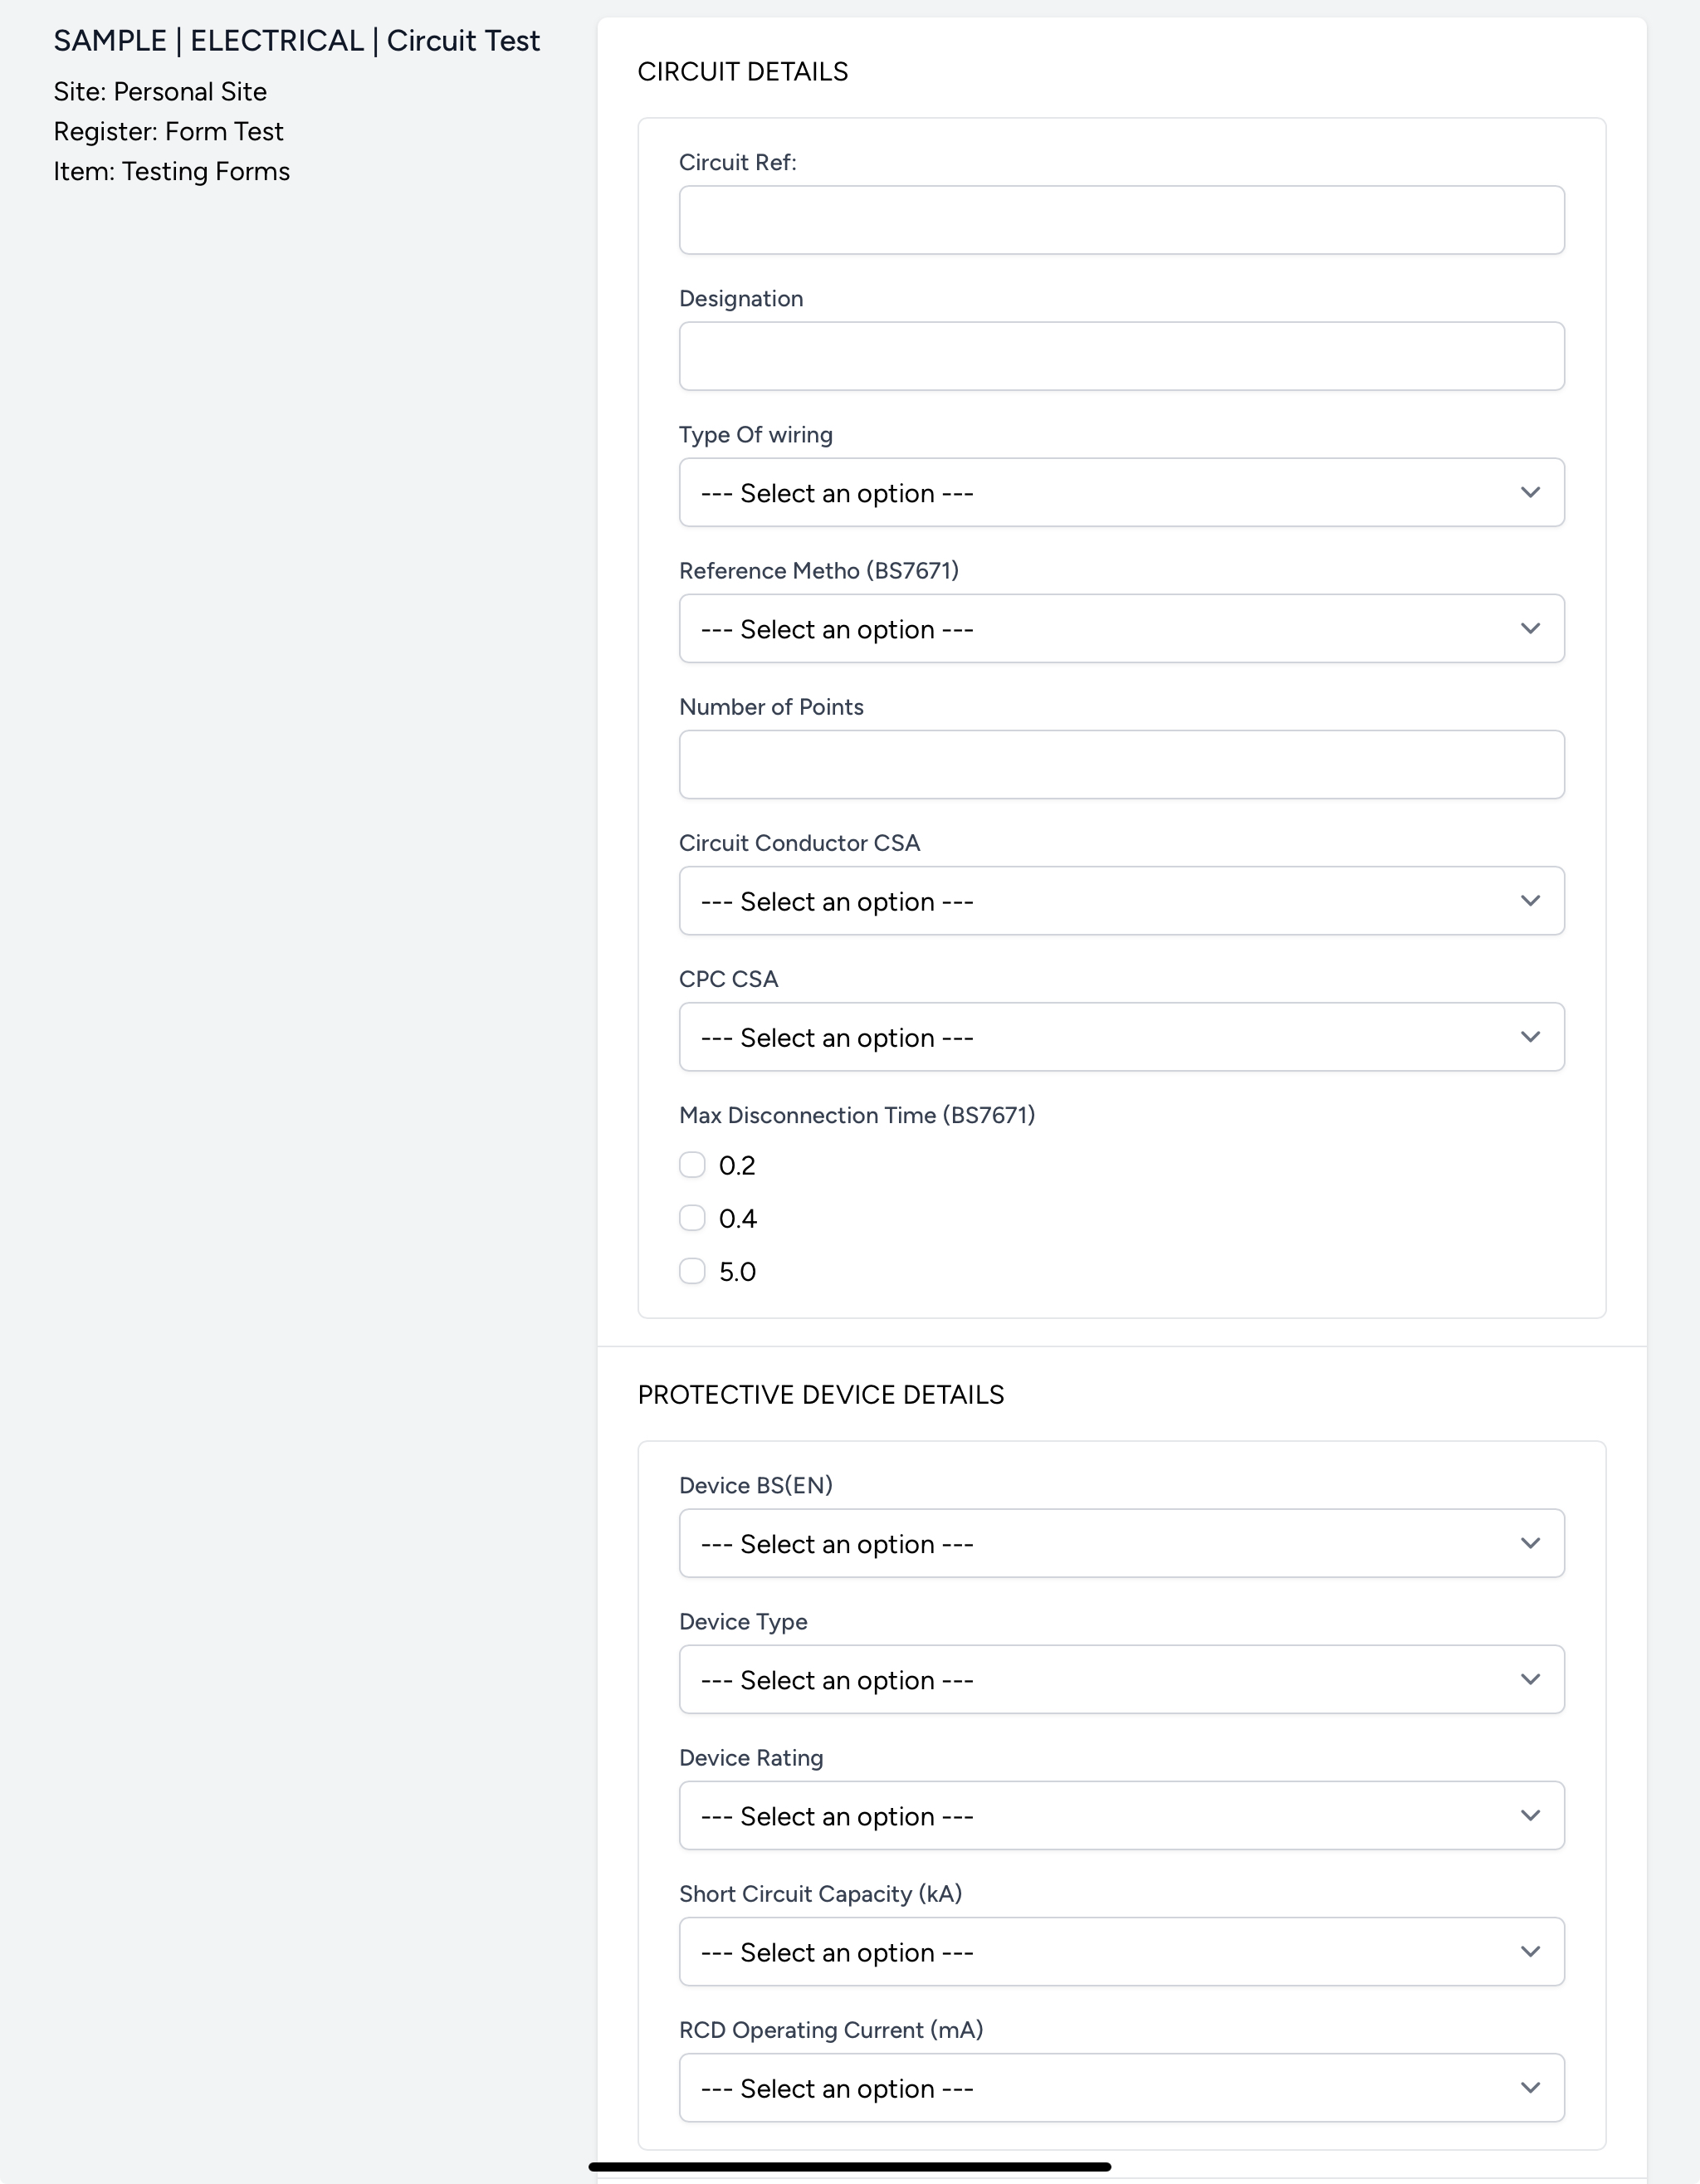 SAMPLE | ELECTRICAL | Circuit Test
Site: Personal Site
Register: Form Test
Item: Testing Forms
CIRCUIT DETAILS
Circuit Ref:
Designation
Type Of wiring
--- Select an option ---
Reference Metho (BS7671)
--- Select an option ---
Number of Points
Circuit Conductor CSA
--- Select an option ---
CPC CSA
--- Select an option ---
Max Disconnection Time (BS7671)
0.2
0.4
5.0
PROTECTIVE DEVICE DETAILS
Device BS(EN)
--- Select an option ---
Device Type
--- Select an option ---
Device Rating
--- Select an option ---
Short Circuit Capacity (kA)
--- Select an option ---
RCD Operating Current (mA)
--- Select an option ---